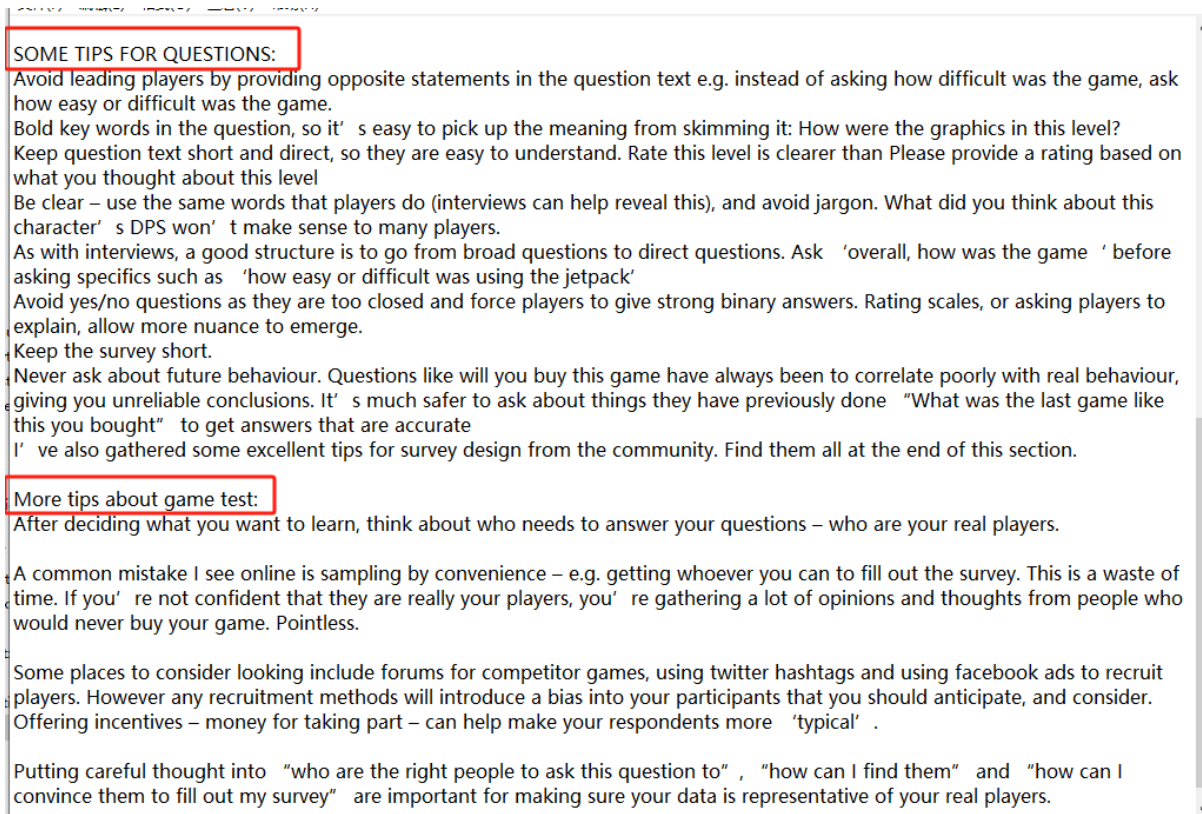 SOME TIPS FOR QUESTIONS:
Avoid leading players by providing opposite statements in the question text e.g. instead of asking how difficult was the game, ask
how easy or difficult was the game.
Bold key words in the question, so it' s easy to pick up the meaning from skimming it: How were the graphics in this level?
Keep question text short and direct, so they are easy to understand. Rate this level is clearer than Please provide a rating based on
what you thought about this level
Be clear – use the same words that players do (interviews can help reveal this), and avoid jargon. What did you think about this
character' s DPS won' t make sense to many players.
As with interviews, a good structure is to go from broad questions to direct questions. Ask 'overall, how was the game ' before
asking specifics such as 'how easy or difficult was using the jetpack'
Avoid yes/no questions as they are too closed and force players to give strong binary answers. Rating scales, or asking players to
explain, allow more nuance to emerge.
Keep the survey short.
Never ask about future behaviour. Questions like will you buy this game have always been to correlate poorly with real behaviour,
giving you unreliable conclusions. It' s much safer to ask about things they have previously done “What was the last game like
this you bought” to get answers that are accurate
I' ve also gathered some excellent tips for survey design from the community. Find them all at the end of this section.
More tips about game test:
After deciding what you want to learn, think about who needs to answer your questions – who are your real players.
A common mistake I see online is sampling by convenience – e.g. getting whoever you can to fill out the survey. This is a waste of
time. If you' re not confident that they are really your players, you' re gathering a lot of opinions and thoughts from people who
would never buy your game. Pointless.
Some places to consider looking include forums for competitor games, using twitter hashtags and using facebook ads to recruit
players. However any recruitment methods will introduce a bias into your participants that you should anticipate, and consider.
Offering incentives – money for taking part – can help make your respondents more 'typical' .
Putting careful thought into “who are the right people to ask this question to” , “how can I find them” and “how can I
convince them to fill out my survey” are important for making sure your data is representative of your real players.